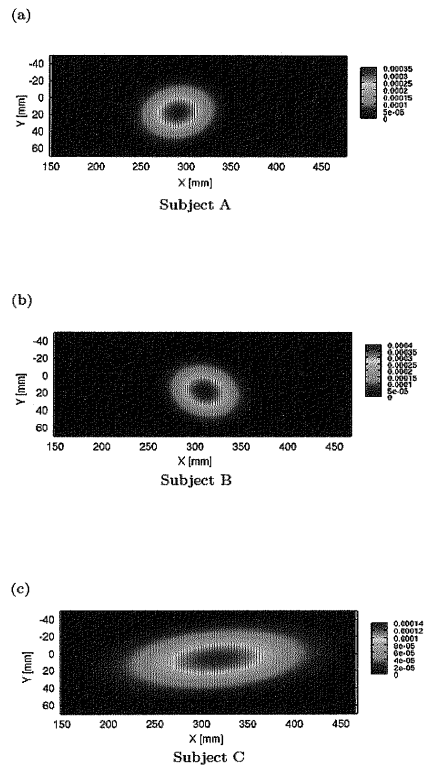 (a)
-40
-20
0
20
40
60
Y [mm]
150 200 250 300 350 400 450
X [mm]
0.00035
0.0003
0.00025
0.0002
0.00015
0.0001
5e-05
0
Subject A
(b)
-40
-20
0
20
40
60
Y [mm]
150 200 250 300 350 400 450
X [mm]
0.0004
0.00035
0.0003
0.00025
0.0002
0.00015
0.0001
5e-05
0
Subject B
(c)
-40
-20
0
20
40
60
Y [mm]
150 200 250 300 350 400 450
X [mm]
0.00014
0.00012
0.0001
8e-05
6e-05
4e-05
2e-05
0
Subject C